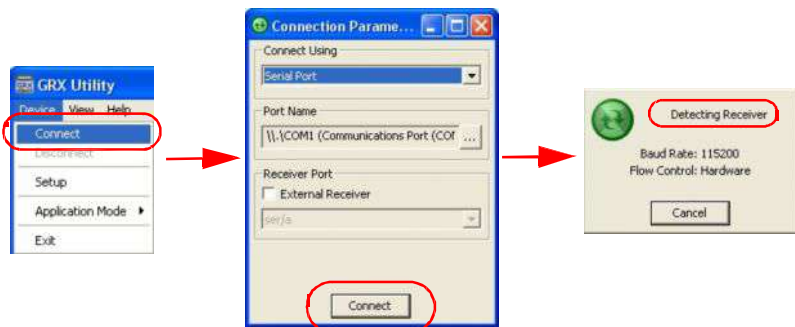 GRX Utility
Device View Help
Connect
Disconnect
Setup
Application Mode
Exit
Connection Parame...
Connect Using
Serial Port
Port Name
\\.\COM1 (Communications Port (COM
...
Receiver Port
External Receiver
ser/a
Connect
Detecting Receiver
Baud Rate: 115200
Flow Control: Hardware
Cancel